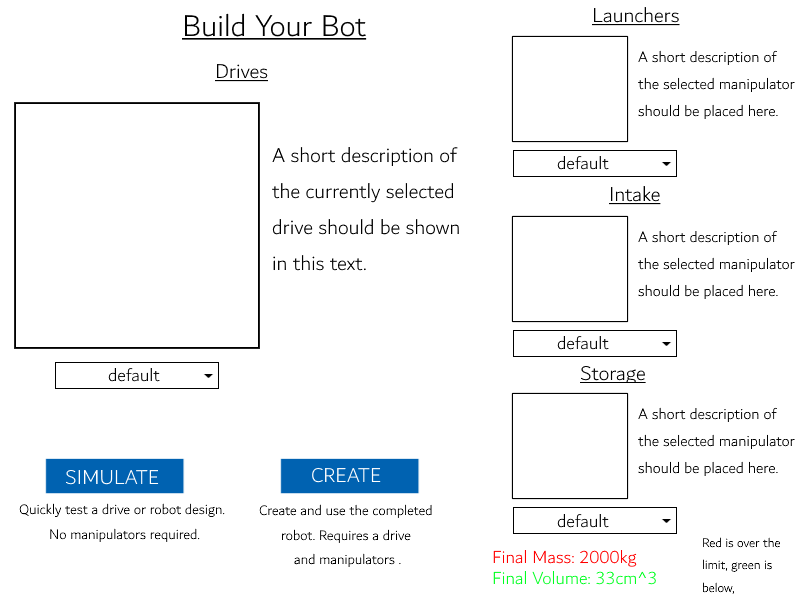 Build Your Bot
Drives
A short description of
the currently selected
drive should be shown
in this text.
default
SIMULATE
Quickly test a drive or robot design.
No manipulators required.
CREATE
Create and use the completed
robot. Requires a drive
and manipulators .
Launchers
A short description of
the selected manipulator
should be placed here.
default
Intake
A short description of
the selected manipulator
should be placed here.
default
Storage
A short description of
the selected manipulator
should be placed here.
default
Final Mass: 2000kg
Final Volume: 33cm^3
Red is over the
limit, green is
below,